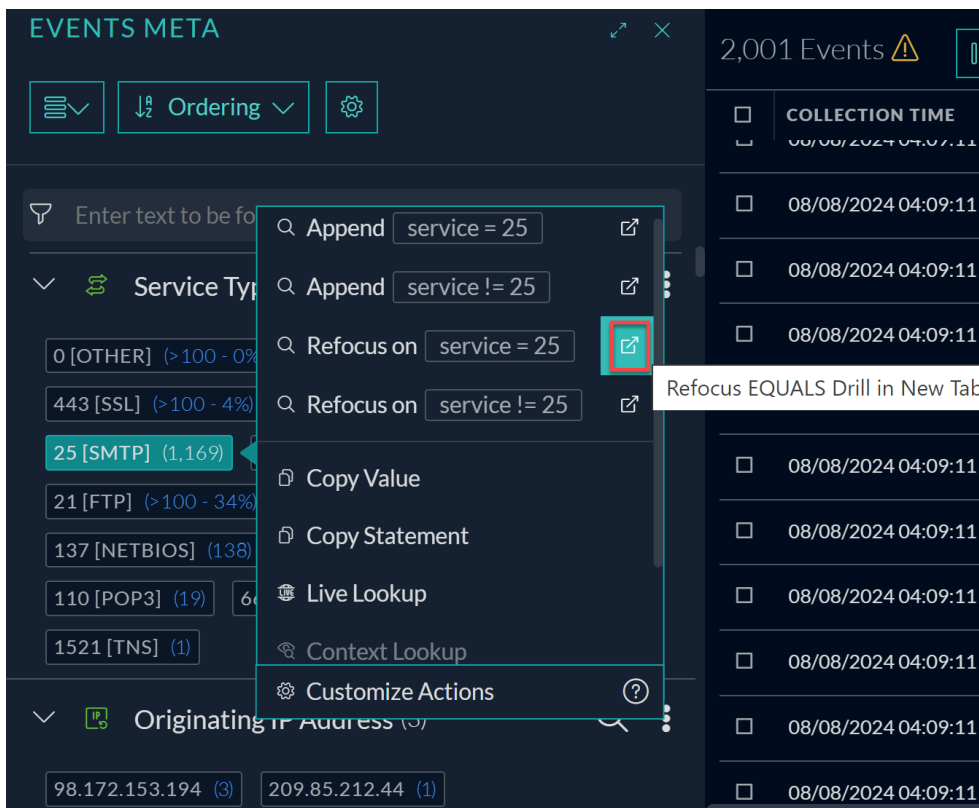 EVENTS META
Ordering
Enter text to be fo
Service Typ
0 [OTHER] (>100 - 0%
443 [SSL] (>100 - 4%)
25 [SMTP] (1,169)
21 [FTP] (>100 - 34%)
137 [NETBIOS] (138)
110 [POP3] (19)
1521 [TNS] (1)
Originating IP Address (3)
98.172.153.194 (3) 209.85.212.44 (1)
Append service = 25
Append service != 25
Refocus on service = 25
Refocus on service != 25
Copy Value
Copy Statement
LIVE Live Lookup
Context Lookup
Customize Actions ?
Refocus EQUALS Drill in New Tab
2,001 Events
COLLECTION TIME
08/08/2024 04:09:11
08/08/2024 04:09:11
08/08/2024 04:09:11
08/08/2024 04:09:11
08/08/2024 04:09:11
08/08/2024 04:09:11
08/08/2024 04:09:11
08/08/2024 04:09:11
08/08/2024 04:09:11